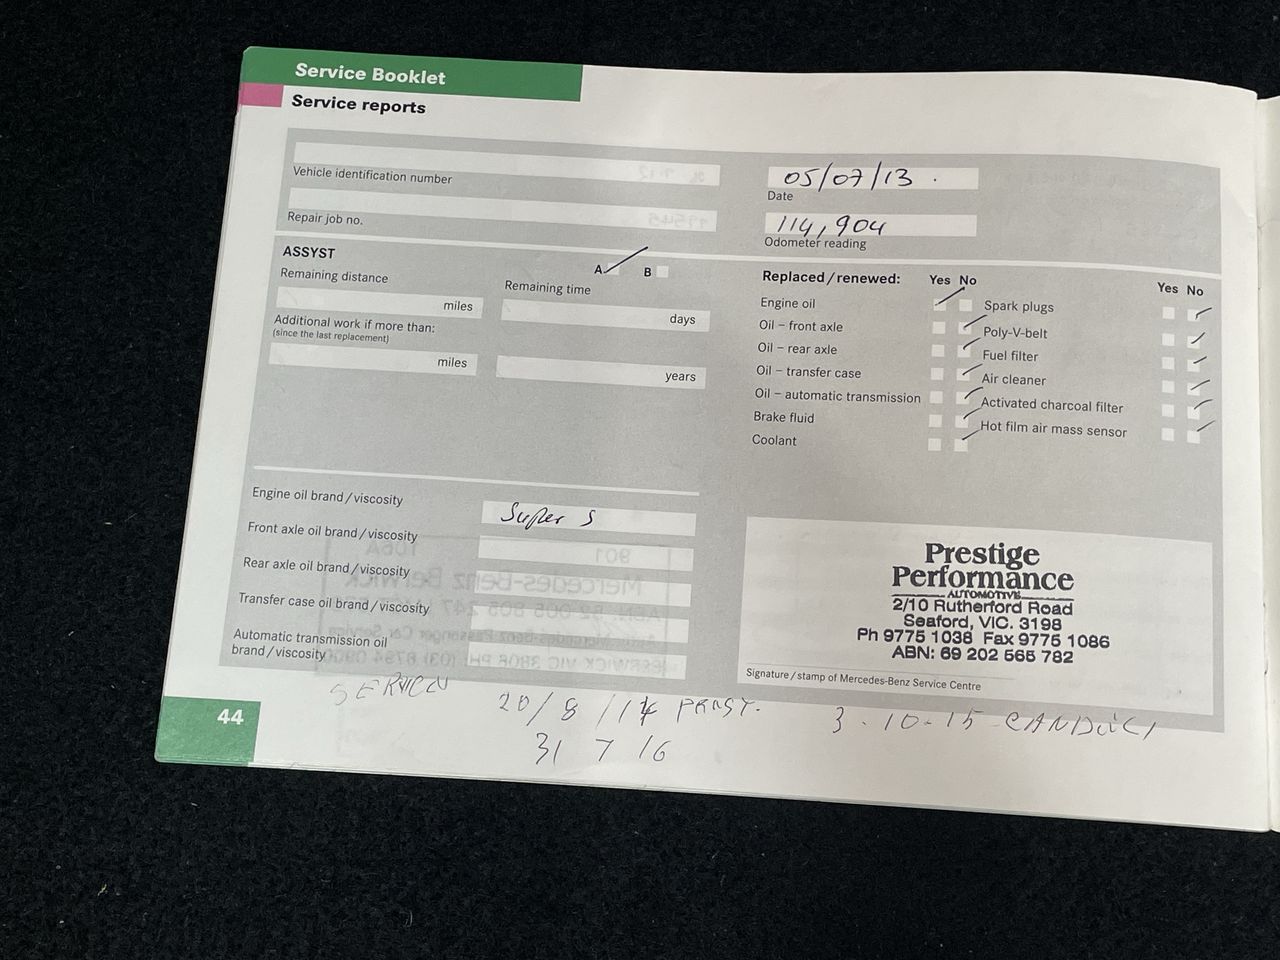 Service Booklet
Service reports
Vehicle identification number
Repair job no.
05/07/13
Date
114,904
Odometer reading
ASSYST
A B
Remaining distance
miles
Remaining time
days
Additional work if more than:
(since the last replacement)
miles
years
Replaced/renewed: Yes No
Engine oil
Oil – front axle
Oil – rear axle
Oil – transfer case
Oil – automatic transmission
Brake fluid
Coolant
Yes No
Spark plugs
Poly-V-belt
Fuel filter
Air cleaner
Activated charcoal filter
Hot film air mass sensor
Engine oil brand/viscosity
Super S
Front axle oil brand/viscosity
Rear axle oil brand/viscosity
Transfer case oil brand/viscosity
Automatic transmission oil
brand/viscosity
Prestige
Performance
AUTOMOTIVE
2/10 Rutherford Road
Seaford, VIC. 3198
Ph 9775 1038 Fax 9775 1086
ABN: 69 202 565 782
Signature/stamp of Mercedes-Benz Service Centre
20/8/14
3.10.15
31 7 16
44